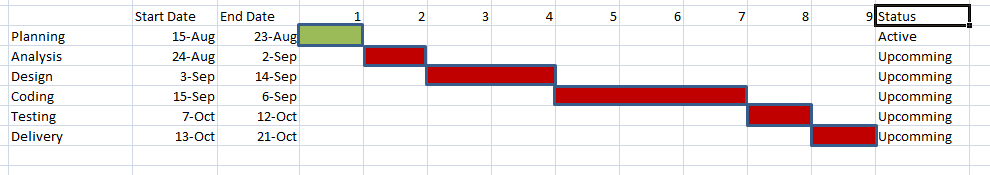 Start Date End Date 1 2 3 4 5 6 7 8 9 Status
Planning 15-Aug 23-Aug Active
Analysis 24-Aug 2-Sep Upcomming
Design 3-Sep 14-Sep Upcomming
Coding 15-Sep 6-Sep Upcomming
Testing 7-Oct 12-Oct Upcomming
Delivery 13-Oct 21-Oct Upcomming